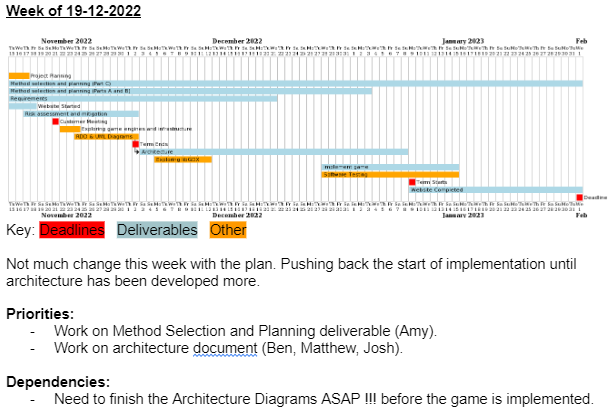 Week of 19-12-2022
November 2022 December 2022 January 2023 Feb
Project Planning
Method selection and planning (Part C)
Method selection and planning (Parts A and B)
Requirements
Website Started
Risk assessment and mitigation
Customer Meeting
Exploring game engines and infrastructure
ADD & UML Diagrams
Term Ends
Architecture
Exploring libGDX
Implement game
Software Testing
Term Starts
Website Completed
Deadline
November 2022 December 2022 January 2023 Feb
Key: Deadlines Deliverables Other
Not much change this week with the plan. Pushing back the start of implementation until
architecture has been developed more.
Priorities:
- Work on Method Selection and Planning deliverable (Amy).
- Work on architecture document (Ben, Matthew, Josh).
Dependencies:
- Need to finish the Architecture Diagrams ASAP !!! before the game is implemented.